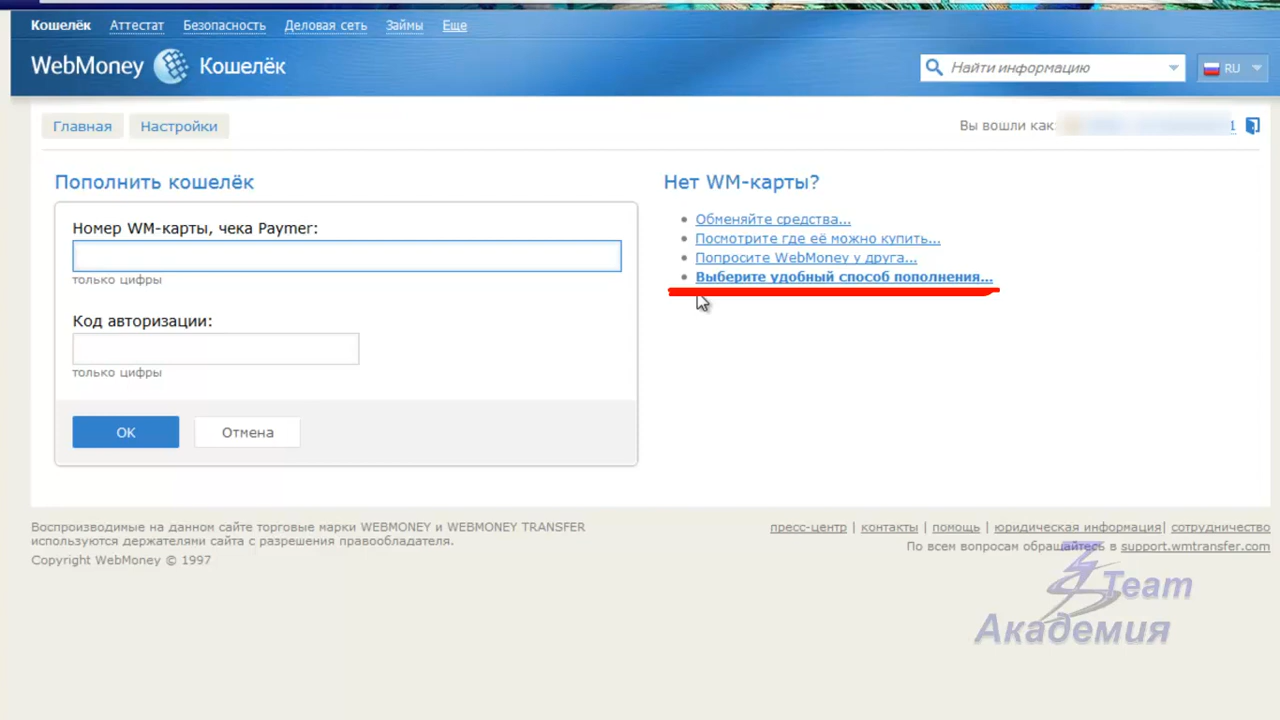 Кошелёк Аттестат Безопасность Деловая сеть Займы Еще
WebMoney Кошелёк
Найти информацию
RU
Главная Настройки
Вы вошли как: 1
Пополнить кошелёк
Номер WM-карты, чека Paymer:
только цифры
Код авторизации:
только цифры
OK Отмена
Нет WM-карты?
Обменяйте средства...
Посмотрите где её можно купить...
Попросите WebMoney у друга...
Выберите удобный способ пополнения...
Воспроизводимые на данном сайте торговые марки WEBMONEY и WEBMONEY TRANSFER
используются держателями сайта с разрешения правообладателя.
Copyright WebMoney © 1997
пресс-центр | контакты | помощь | юридическая информация| сотрудничество
По всем вопросам обращайтесь в support.wmtransfer.com
Team
Академия